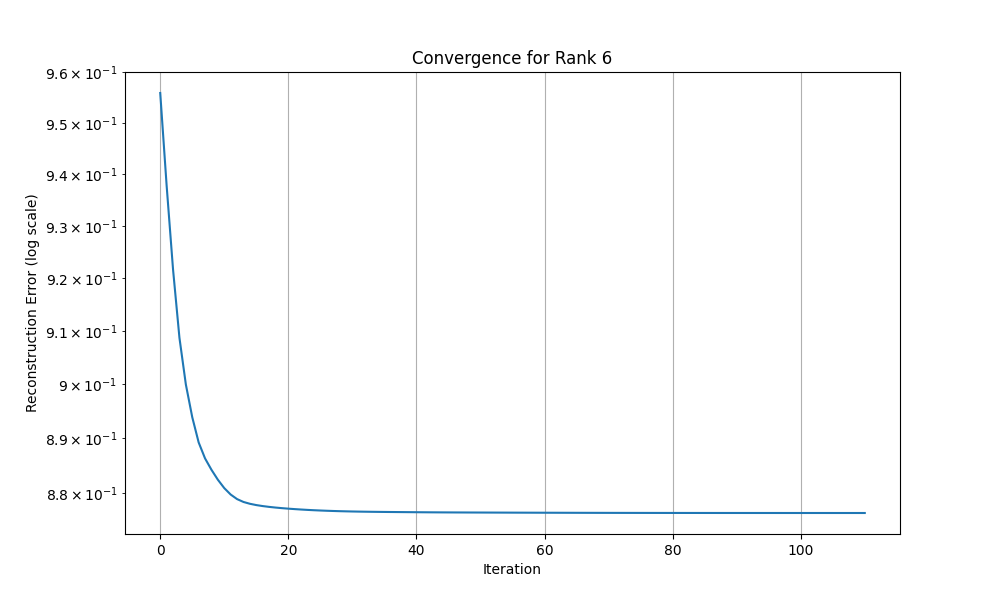 Convergence for Rank 6
9.6 × 10⁻¹
9.5 × 10⁻¹
9.4 × 10⁻¹
9.3 × 10⁻¹
9.2 × 10⁻¹
9.1 × 10⁻¹
9 × 10⁻¹
8.9 × 10⁻¹
8.8 × 10⁻¹
Reconstruction Error (log scale)
0 20 40 60 80 100
Iteration